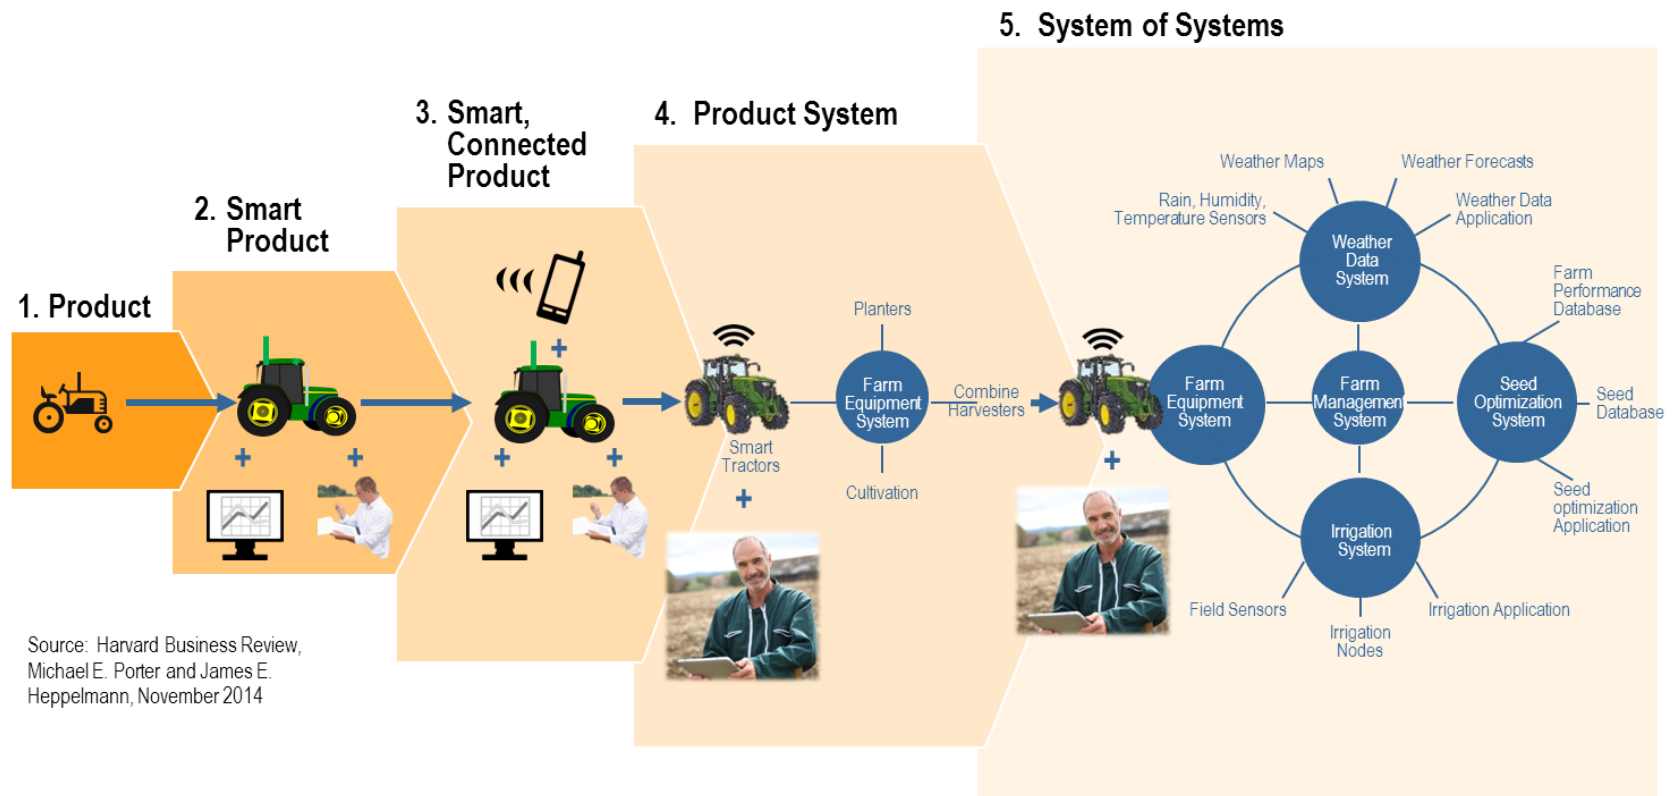 1. Product
2. Smart
Product
3. Smart,
Connected
Product
4. Product System
5. System of Systems
Planters
Farm
Equipment
System
Combine
Harvesters
Smart
Tractors
Cultivation
Weather Maps
Weather Forecasts
Rain, Humidity,
Temperature Sensors
Weather Data
Application
Weather
Data
System
Farm
Performance
Database
Farm
Equipment
System
Farm
Management
System
Seed
Optimization
System
Seed
Database
Seed
optimization
Application
Irrigation
System
Field Sensors
Irrigation
Nodes
Irrigation Application
Source: Harvard Business Review,
Michael E. Porter and James E.
Heppelmann, November 2014